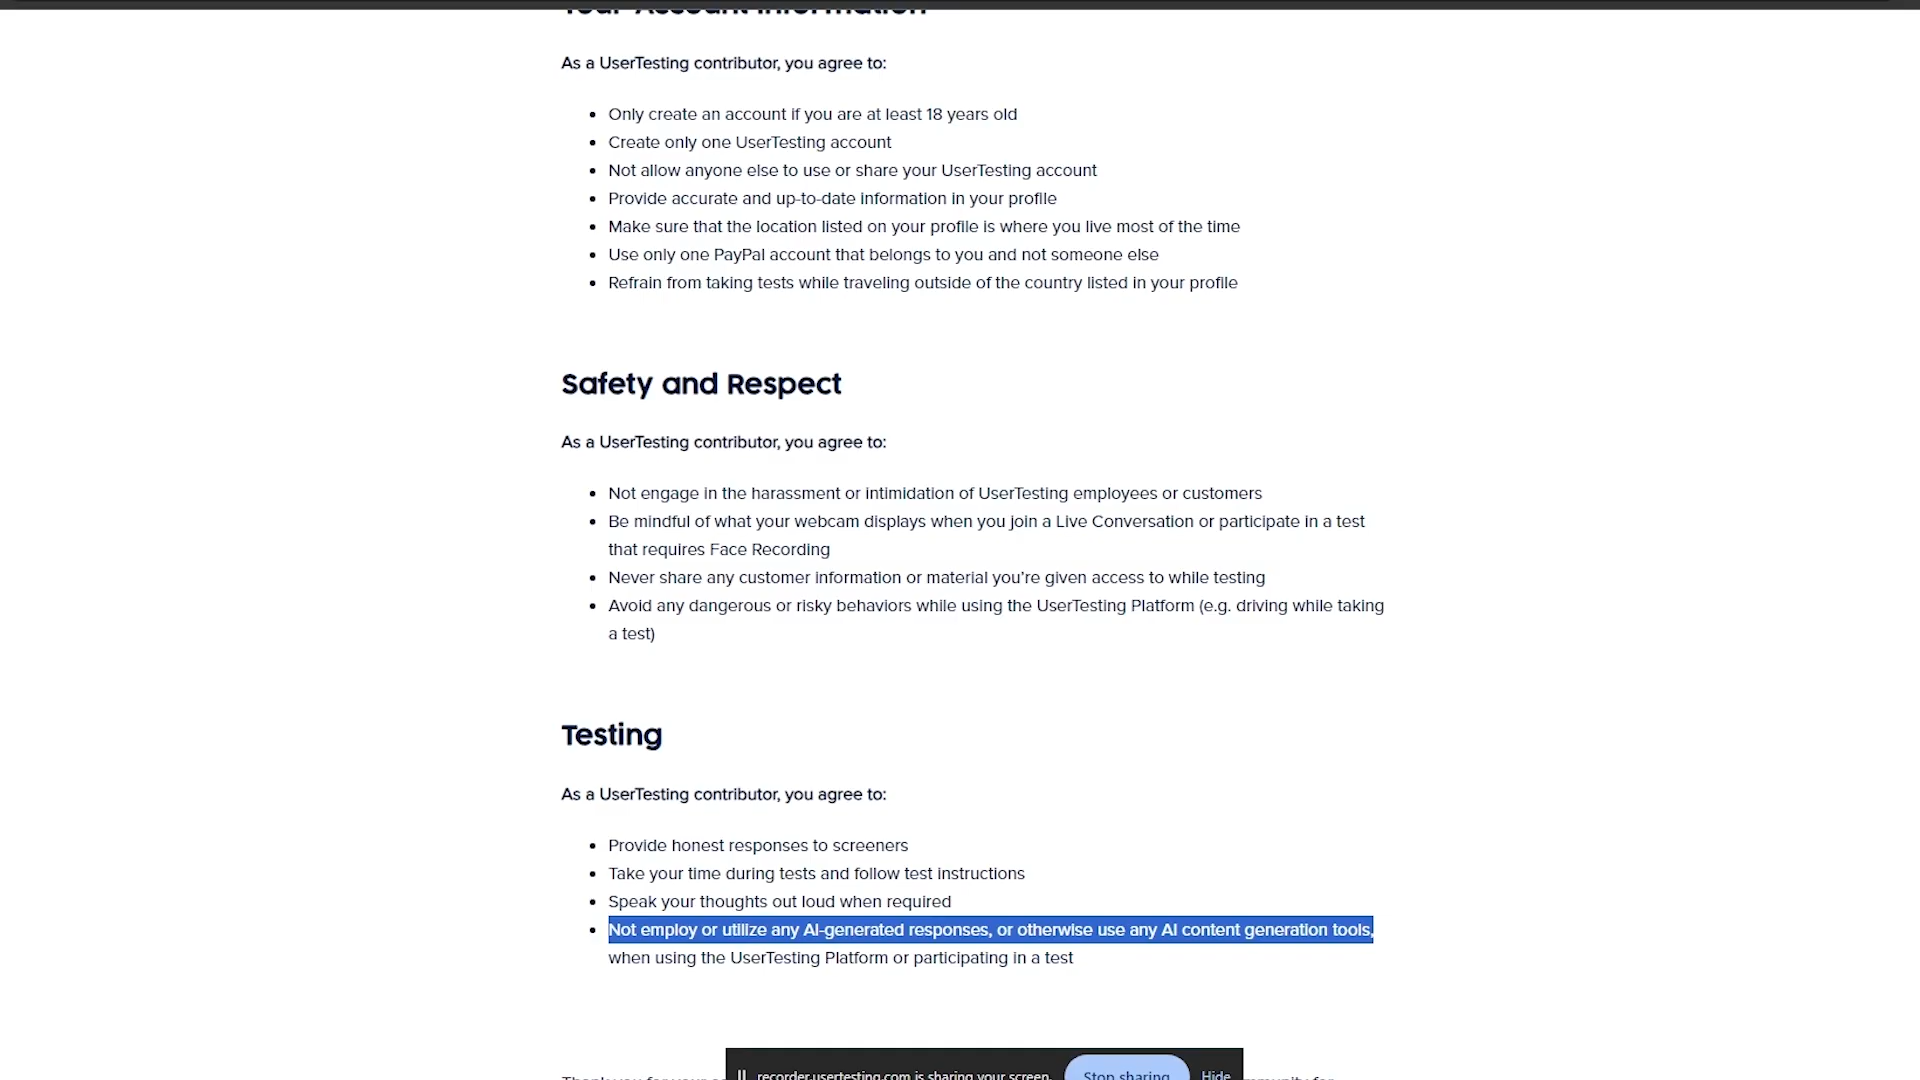 Your Account Information
As a UserTesting contributor, you agree to:
Only create an account if you are at least 18 years old
Create only one UserTesting account
Not allow anyone else to use or share your UserTesting account
Provide accurate and up-to-date information in your profile
Make sure that the location listed on your profile is where you live most of the time
Use only one PayPal account that belongs to you and not someone else
Refrain from taking tests while traveling outside of the country listed in your profile
Safety and Respect
As a UserTesting contributor, you agree to:
Not engage in the harassment or intimidation of UserTesting employees or customers
Be mindful of what your webcam displays when you join a Live Conversation or participate in a test
that requires Face Recording
Never share any customer information or material you're given access to while testing
Avoid any dangerous or risky behaviors while using the UserTesting Platform (e.g. driving while taking
a test)
Testing
As a UserTesting contributor, you agree to:
Provide honest responses to screeners
Take your time during tests and follow test instructions
Speak your thoughts out loud when required
Not employ or utilize any AI-generated responses, or otherwise use any AI content generation tools,
when using the UserTesting Platform or participating in a test
recorder.usertesting.com is sharing your screen. Stop sharing Hide
Thank you for your